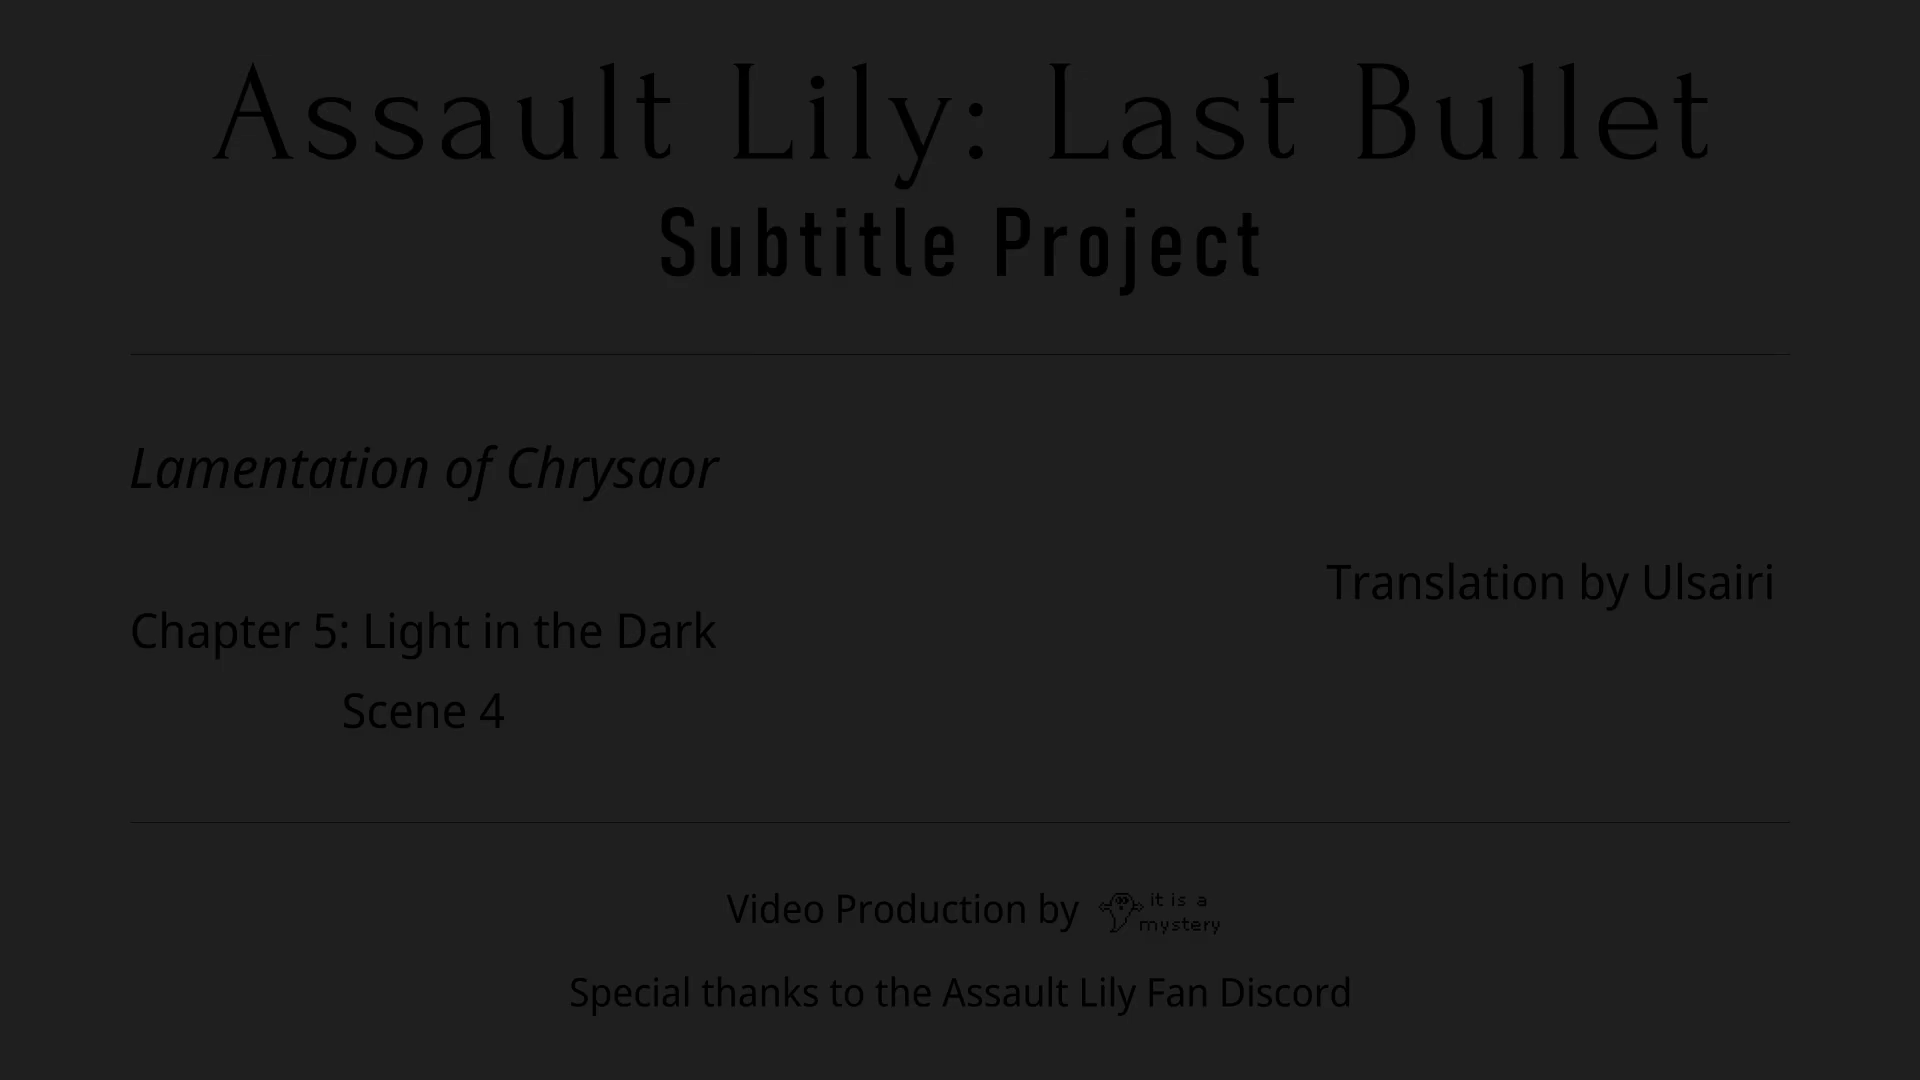 Assault Lily: Last Bullet
Subtitle Project
Lamentation of Chrysaor
Translation by Ulsairi
Chapter 5: Light in the Dark
Scene 4
Video Production by
it is a
mystery
Special thanks to the Assault Lily Fan Discord